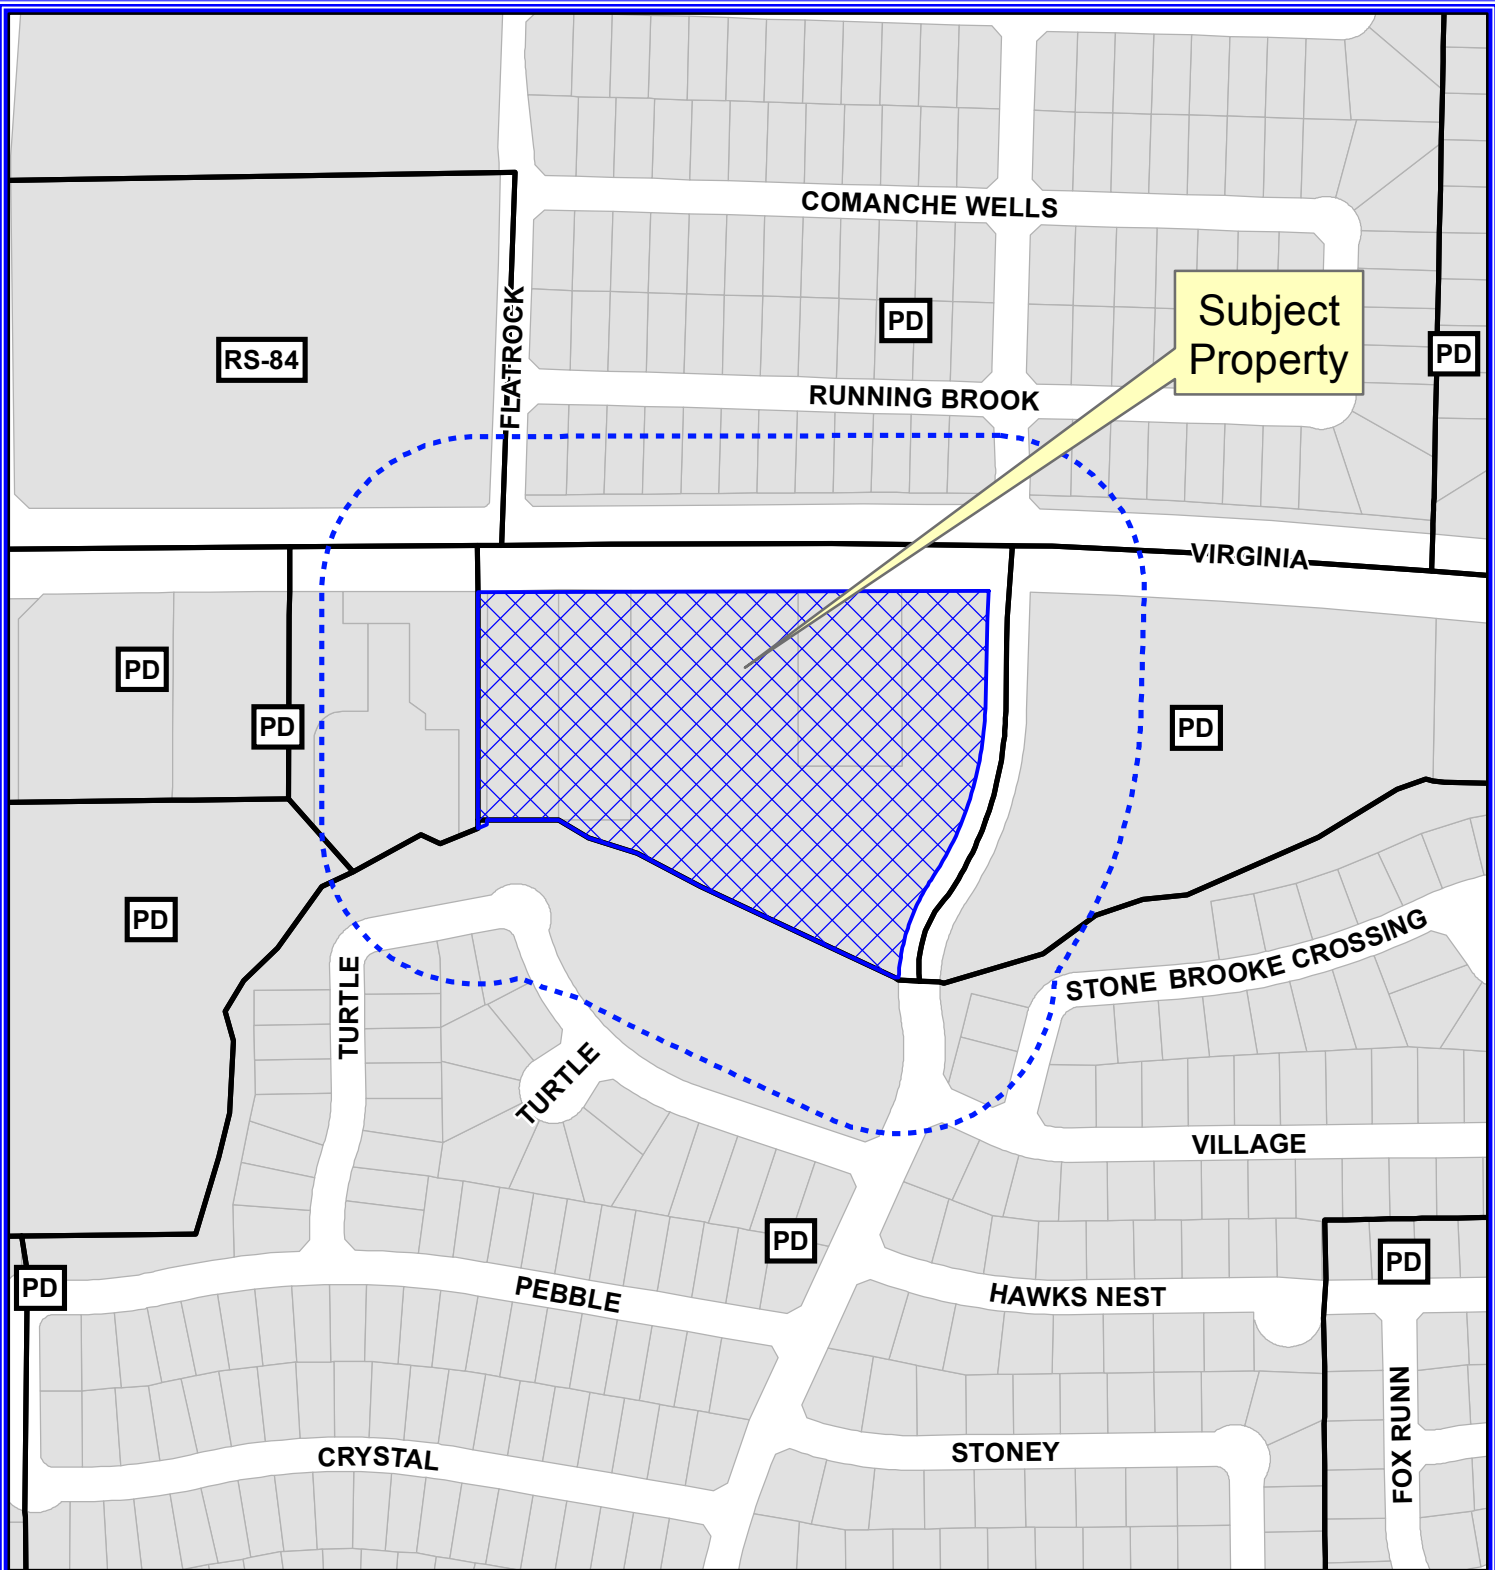 COMANCHE WELLS
Subject
Property
PD
PD
RS-84
FLATROCK
RUNNING BROOK
VIRGINIA
PD
PD
PD
PD
STONE BROOKE CROSSING
TURTLE
TURTLE
VILLAGE
PD
PD
PD
PEBBLE
HAWKS NEST
FOX RUNN
CRYSTAL
STONEY